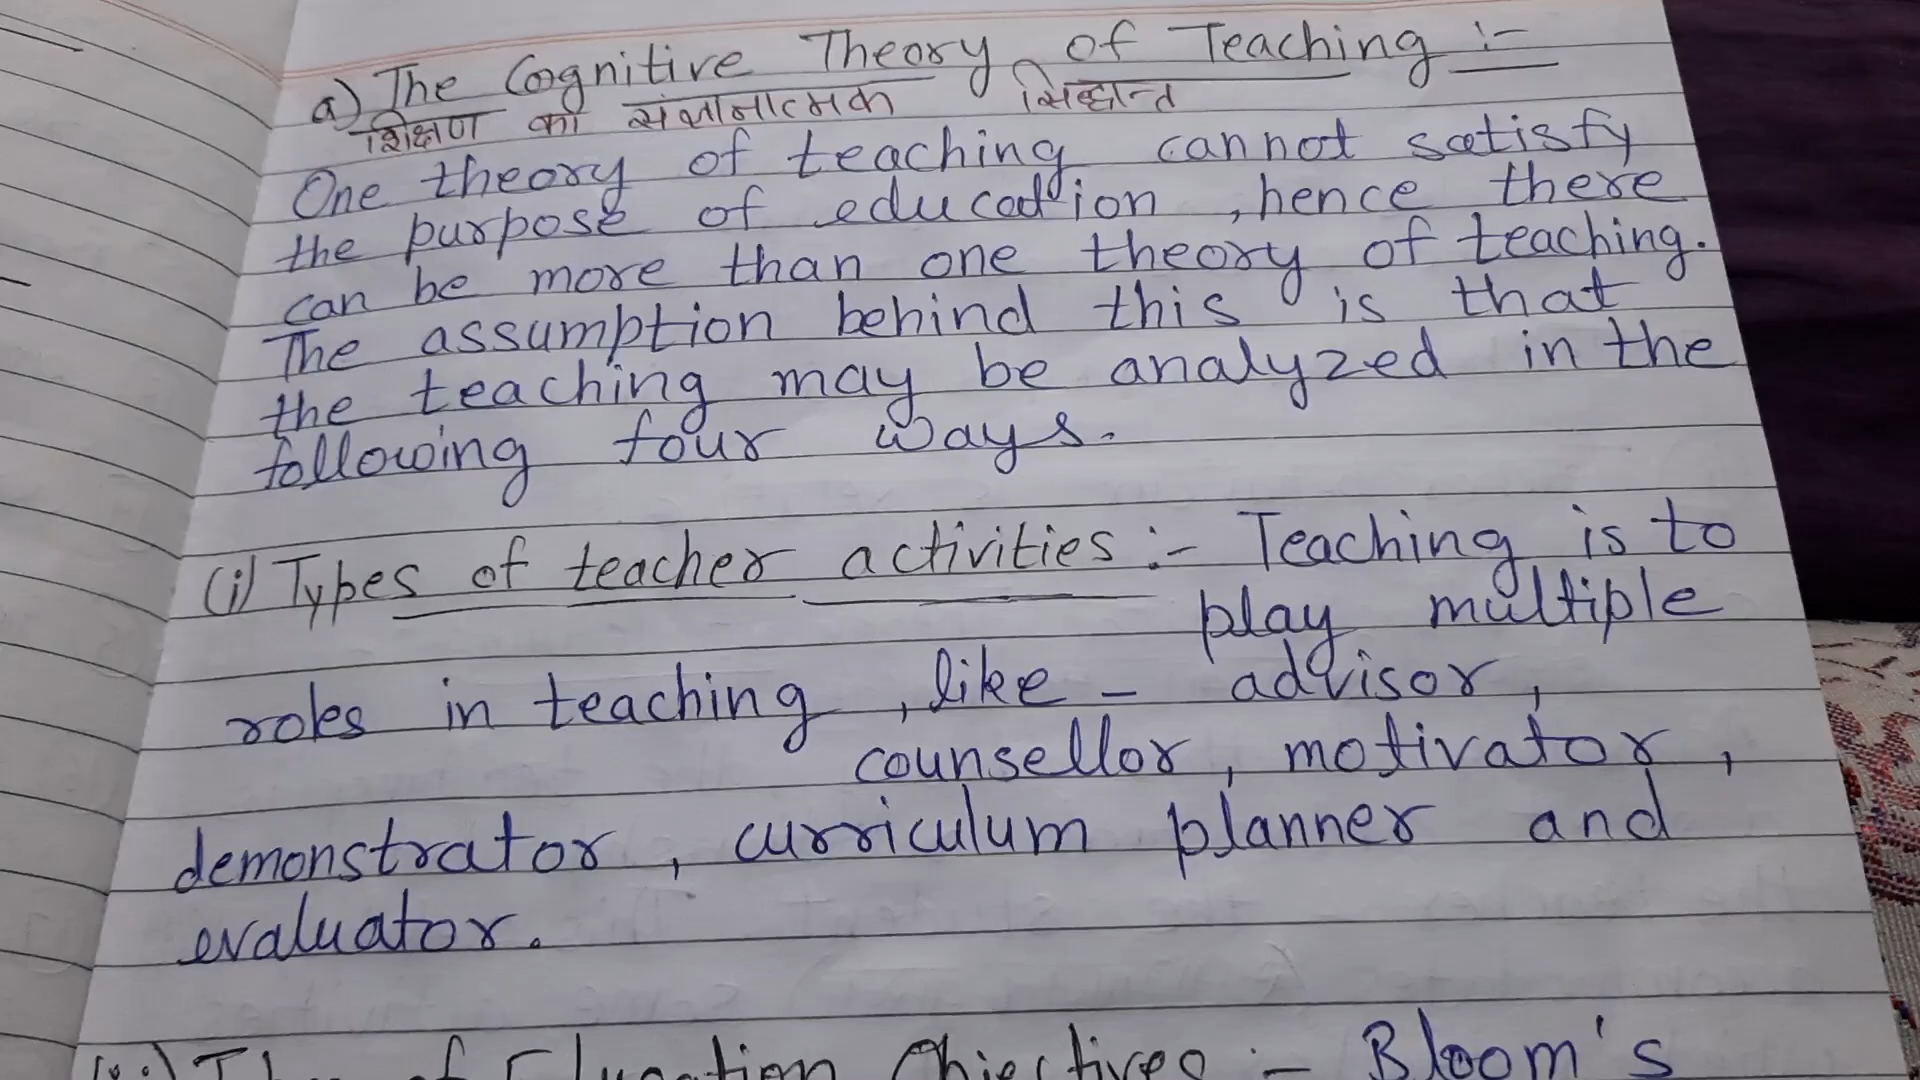 a) The Cognitive Theory of Teaching :-
शिक्षण का संज्ञानात्मक सिद्धान्त
One theory of teaching cannot satisfy
the purpose of education, hence there
can be more than one theory of teaching.
The assumption behind this is that
the teaching may be analyzed in the
following four ways.
(i) Types of teacher activities :- Teaching is to
play multiple
roles in teaching, like - advisor,
counsellor, motivator,
demonstrator, curriculum planner and
evaluator.
of Objectives :- Bloom's